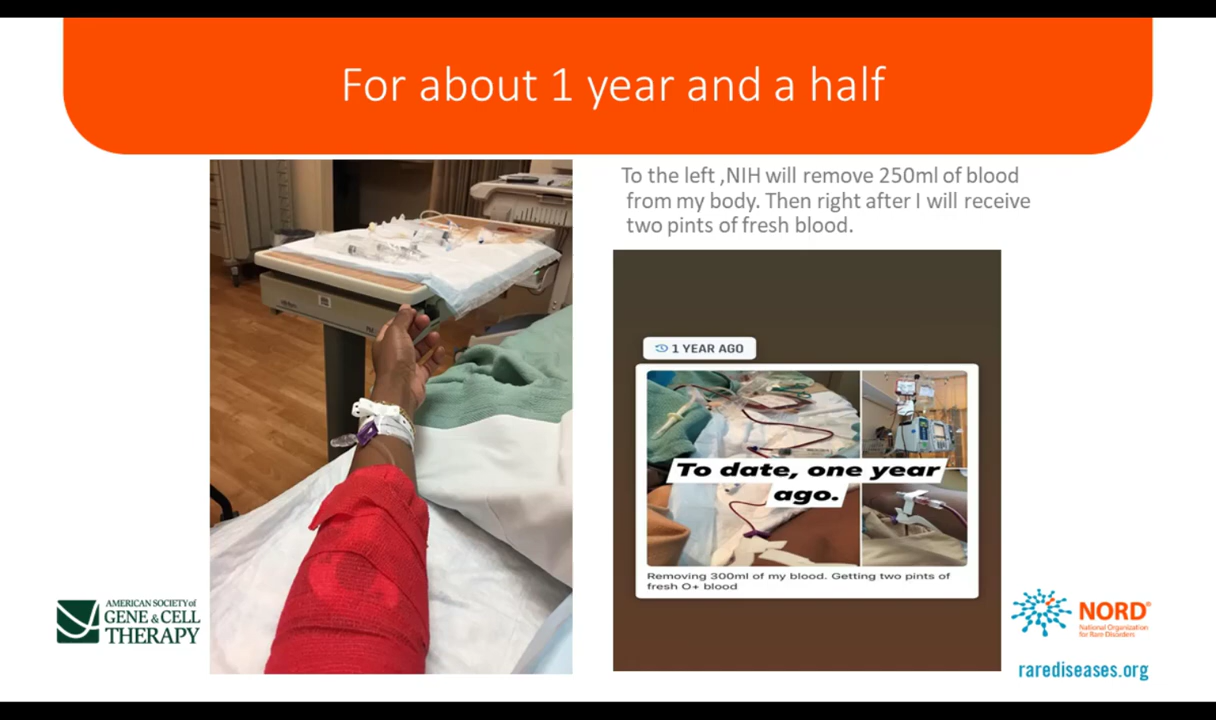 For about 1 year and a half
To the left ,NIH will remove 250ml of blood
from my body. Then right after I will receive
two pints of fresh blood.
1 YEAR AGO
To date, one year
ago.
Removing 300ml of my blood. Getting two pints of
fresh O+ blood
AMERICAN SOCIETY of
GENE & CELL
THERAPY
NORD®
National Organization
for Rare Disorders
rarediseases.org